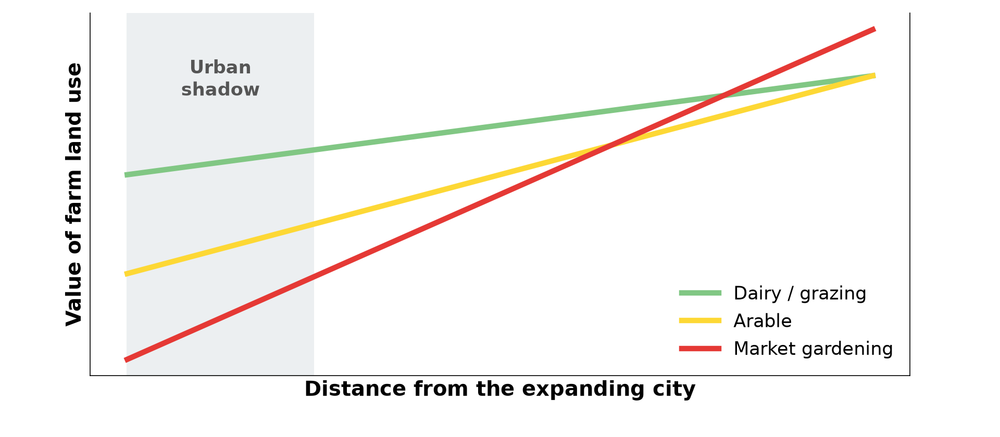 Value of farm land use
Urban
shadow
Dairy / grazing
Arable
Market gardening
Distance from the expanding city